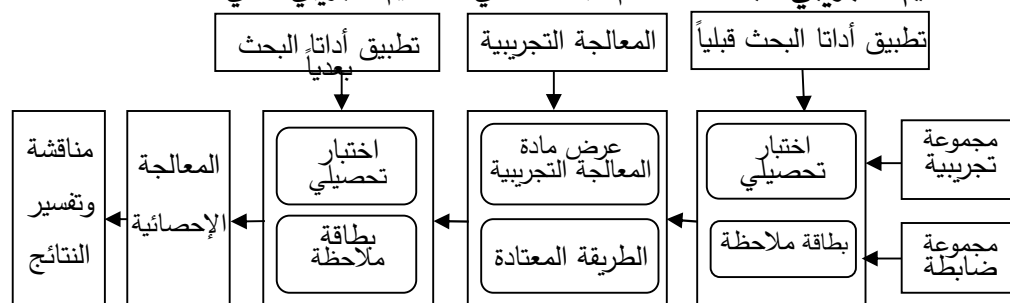 تطبيق أداتا البحث قبلياً
المعالجة التجريبية
تطبيق أداتا البحث
بعدياً
مجموعة
تجريبية
مجموعة
ضابطة
اختبار
تحصيلي
بطاقة ملاحظة
عرض مادة
المعالجة التجريبية
الطريقة المعتادة
اختبار
تحصيلي
بطاقة
ملاحظة
المعالجة
الإحصائية
مناقشة
وتفسير
النتائج